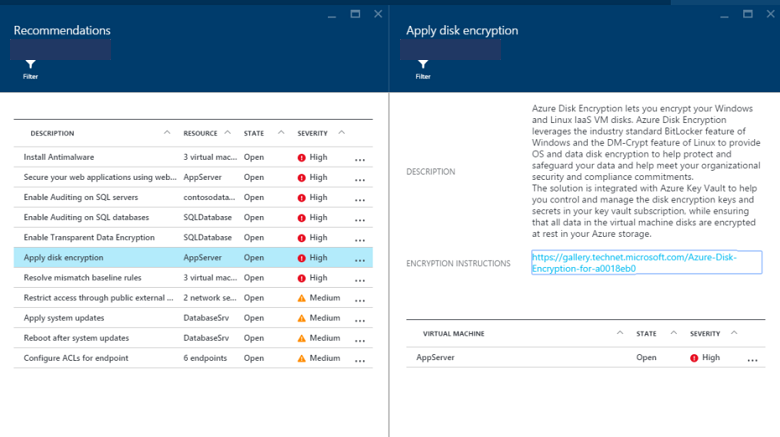 Recommendations
Filter
DESCRIPTION RESOURCE STATE SEVERITY
Install Antimalware 3 virtual mac... Open High ...
Secure your web applications using web... AppServer Open High ...
Enable Auditing on SQL servers contosodata... Open High ...
Enable Auditing on SQL databases SQLDatabase Open High ...
Enable Transparent Data Encryption SQLDatabase Open High ...
Apply disk encryption AppServer Open High ...
Resolve mismatch baseline rules 3 virtual mac... Open High ...
Restrict access through public external ... 2 network se... Open Medium ...
Apply system updates DatabaseSrv Open Medium ...
Reboot after system updates DatabaseSrv Open Medium ...
Configure ACLs for endpoint 6 endpoints Open Medium ...
Apply disk encryption
Filter
DESCRIPTION
Azure Disk Encryption lets you encrypt your Windows
and Linux IaaS VM disks. Azure Disk Encryption
leverages the industry standard BitLocker feature of
Windows and the DM-Crypt feature of Linux to provide
OS and data disk encryption to help protect and
safeguard your data and help meet your organizational
security and compliance commitments.
The solution is integrated with Azure Key Vault to help
you control and manage the disk encryption keys and
secrets in your key vault subscription, while ensuring
that all data in the virtual machine disks are encrypted
at rest in your Azure storage.
ENCRYPTION INSTRUCTIONS
https://gallery.technet.microsoft.com/Azure-Disk-
Encryption-for-a0018eb0
VIRTUAL MACHINE STATE SEVERITY
AppServer Open High ...